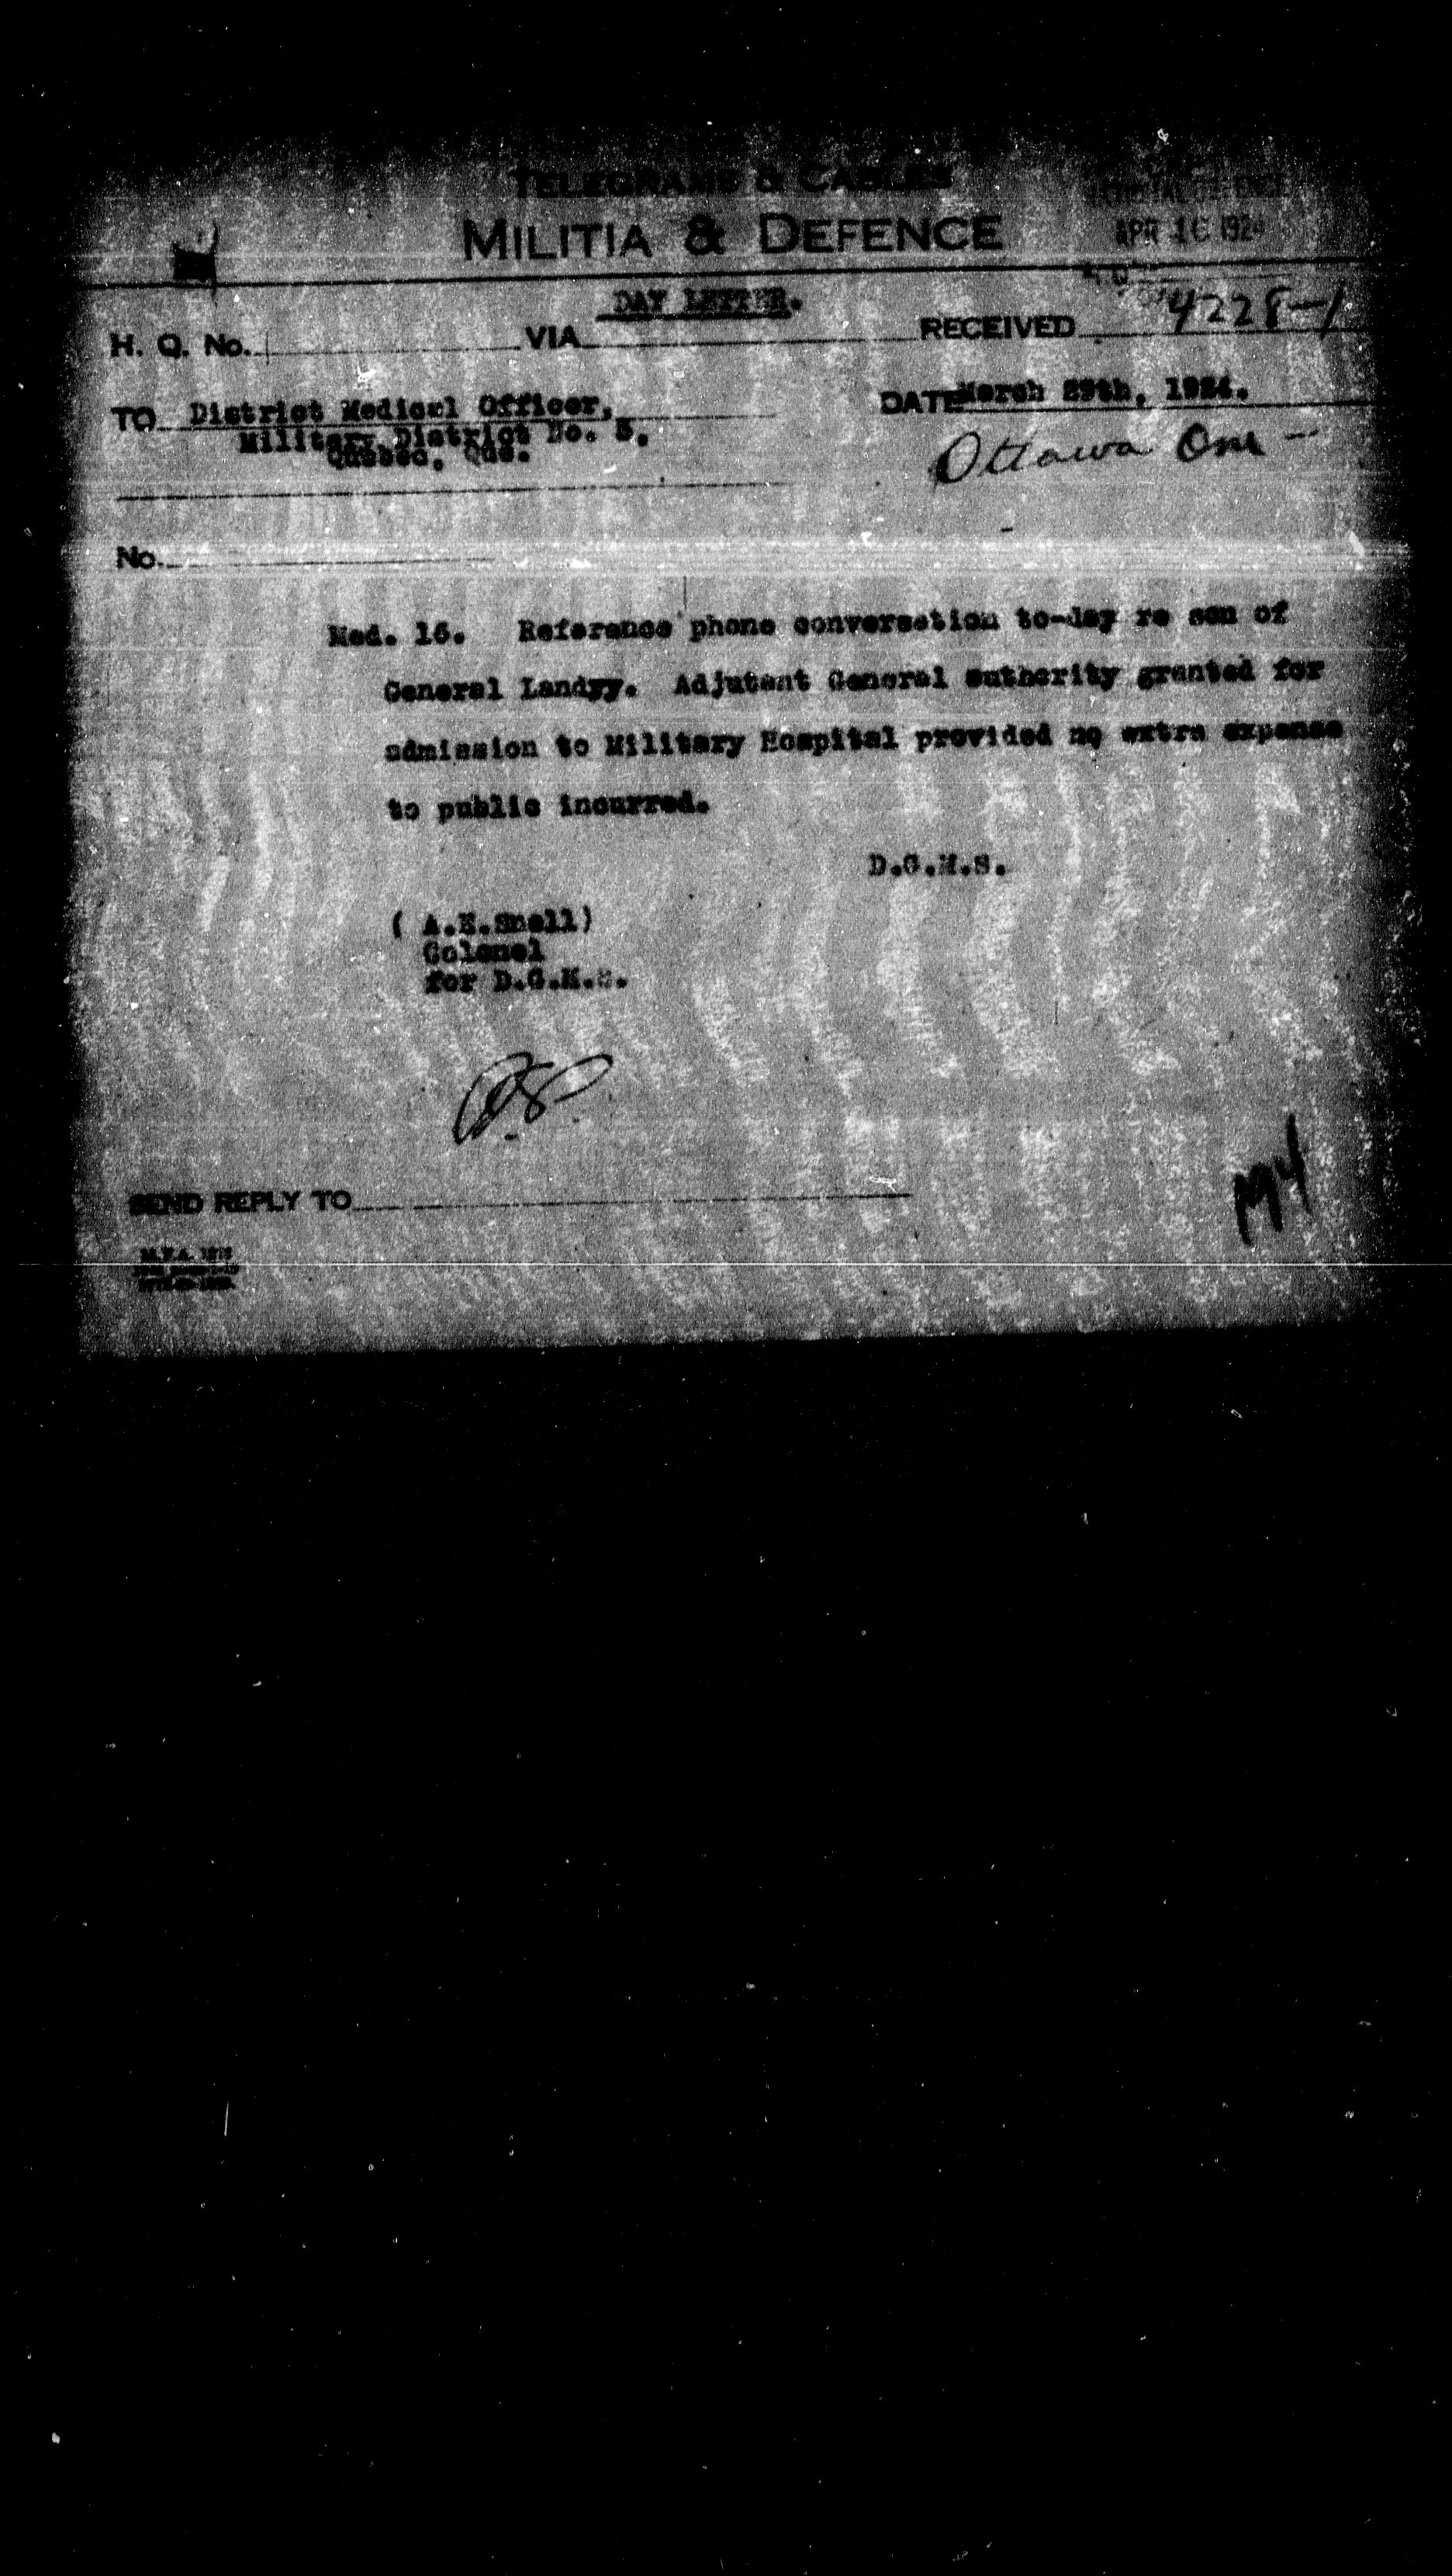 TELEGRAMS & CABLES
MILITIA & DEFENCE
APR 16 192
DAY LETTER.
4228-1
H. Q. No. VIA RECEIVED
TO District Medical Officer, DATE March 29th, 1924.
Military District No. 5,
Quebec, Que.
Ottawa Ont
No.
Med. 16. Reference phone conversation to-day re son of
General Landyy. Adjutant General authority granted for
admission to Military Hospital provided no extra expense
to public incurred.
D.G.M.S.
( A.E.Snell)
Colonel
for D.G.M.S.
SEND REPLY TO